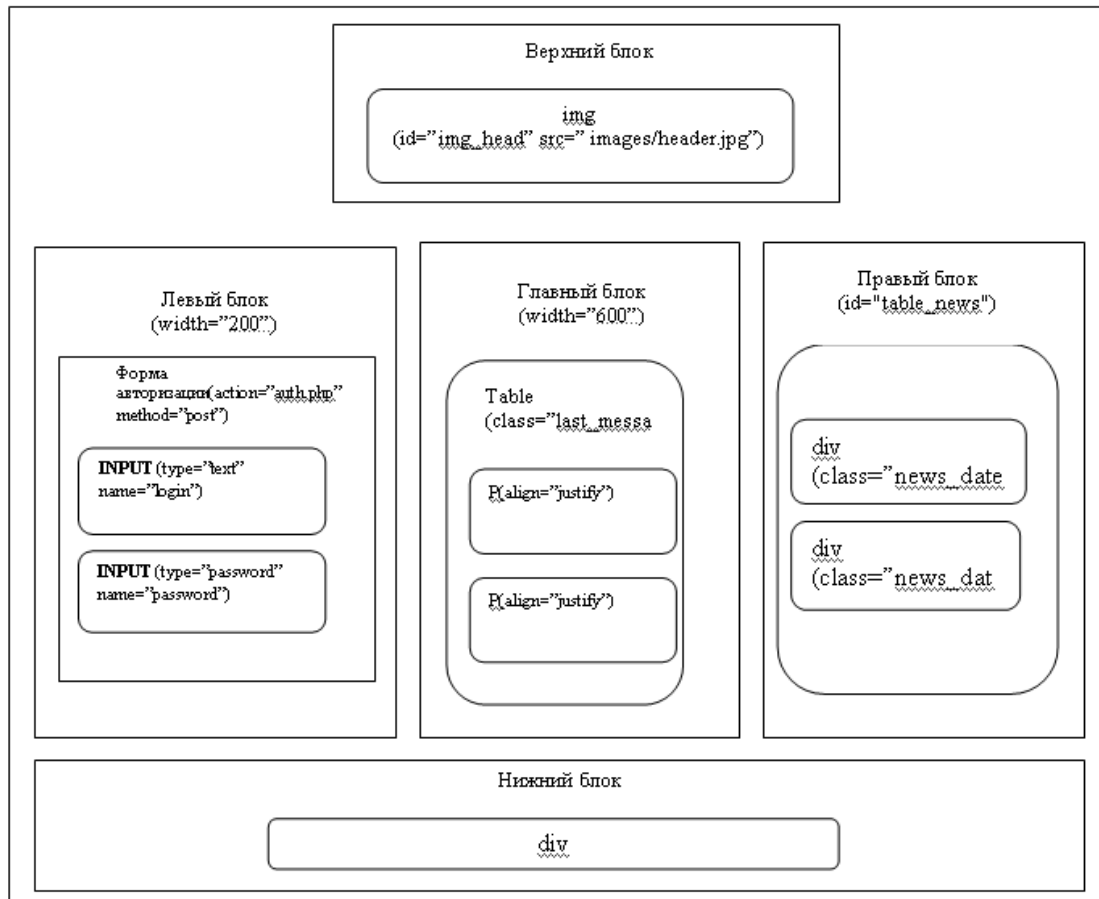 Верхний блок
img
(id=”img_head” src=” images/header.jpg”)
Левый блок
(width=”200”)
Форма
авторизации(action=”auth.php”
method=”post”)
INPUT (type=”text”
name=”login”)
INPUT (type=”password”
name=”password”)
Главный блок
(width=”600”)
Table
(class=”last_messa
P(align=”justify”)
P(align=”justify”)
Правый блок
(id="table_news")
div
(class=”news_date
div
(class=”news_dat
Нижний блок
div